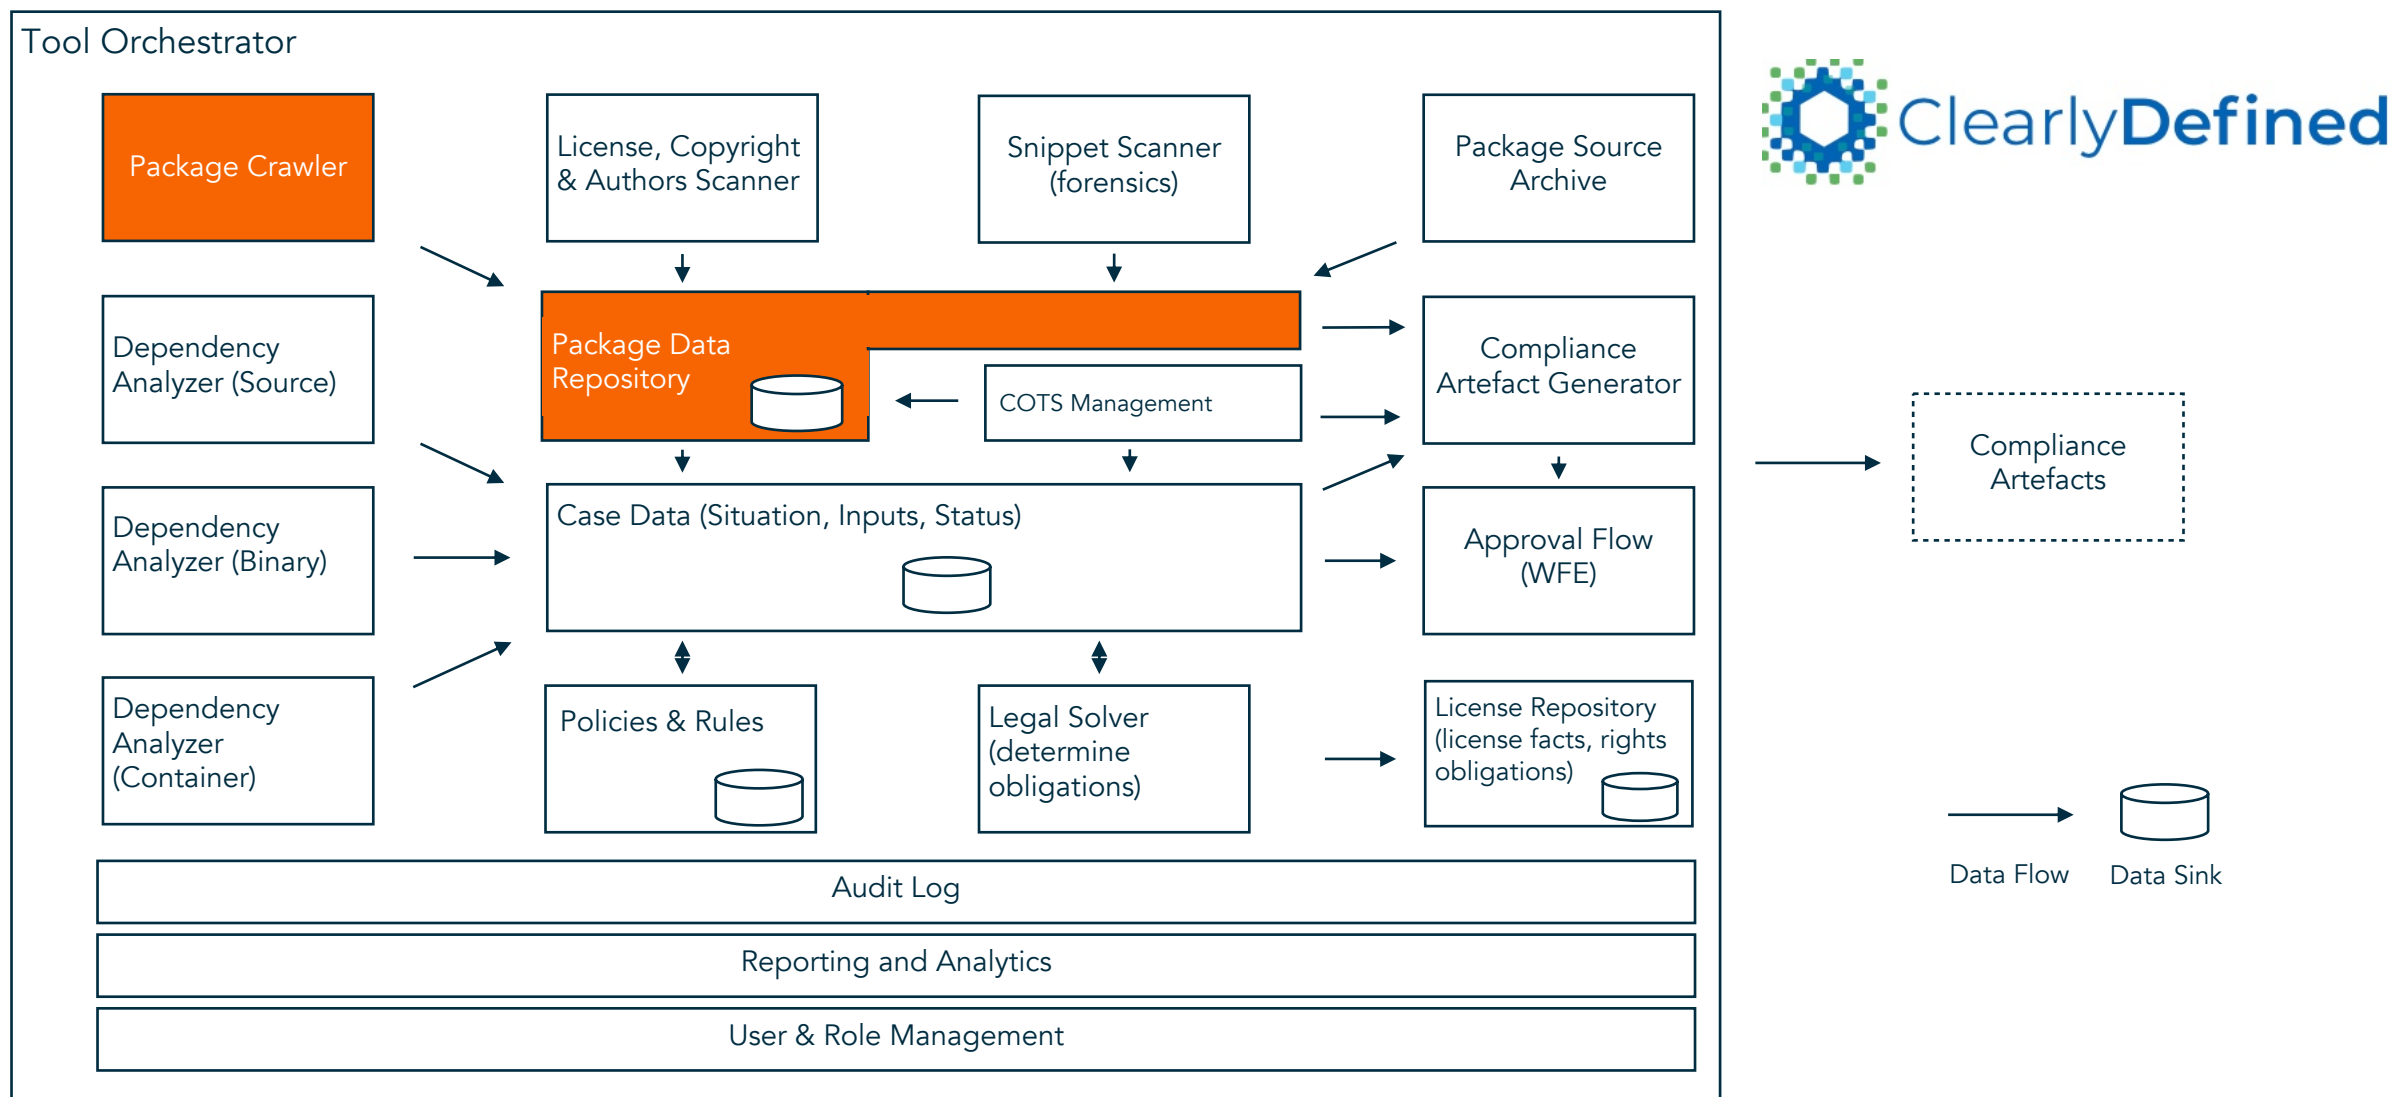 Tool Orchestrator
ClearlyDefined
Package Crawler
License, Copyright
& Authors Scanner
Snippet Scanner
(forensics)
Package Source
Archive
Dependency
Analyzer (Source)
Package Data
Repository
COTS Management
Compliance
Artefact Generator
Compliance
Artefacts
Dependency
Analyzer (Binary)
Case Data (Situation, Inputs, Status)
Approval Flow
(WFE)
Dependency
Analyzer
(Container)
Policies & Rules
Legal Solver
(determine
obligations)
License Repository
(license facts, rights
obligations)
Data Flow
Data Sink
Audit Log
Reporting and Analytics
User & Role Management